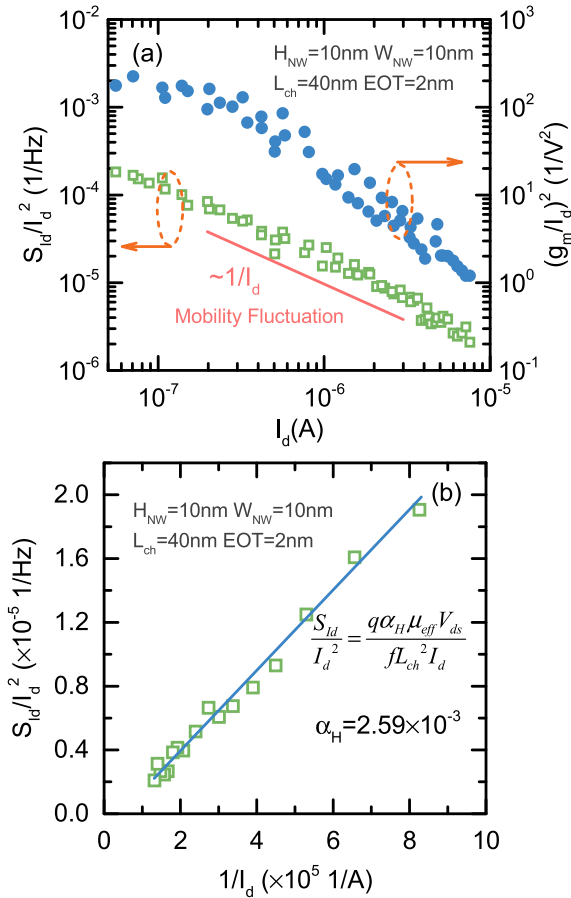 (a)
H_NW=10nm W_NW=10nm
L_ch=40nm EOT=2nm
S_Id/I_d^2 (1/Hz)
10^-2
10^-3
10^-4
10^-5
10^-6
(g_m/I_d)^2 (1/V^2)
10^3
10^2
10^1
10^0
10^-1
~1/I_d
Mobility Fluctuation
10^-7 10^-6 10^-5
I_d(A)
(b)
H_NW=10nm W_NW=10nm
L_ch=40nm EOT=2nm
S_Id/I_d^2 (×10^-5 1/Hz)
2.0
1.6
1.2
0.8
0.4
0.0
S_Id/I_d^2 = qα_H μ_eff V_ds/fL_ch^2 I_d
α_H=2.59×10^-3
0 2 4 6 8 10
1/I_d (×10^5 1/A)